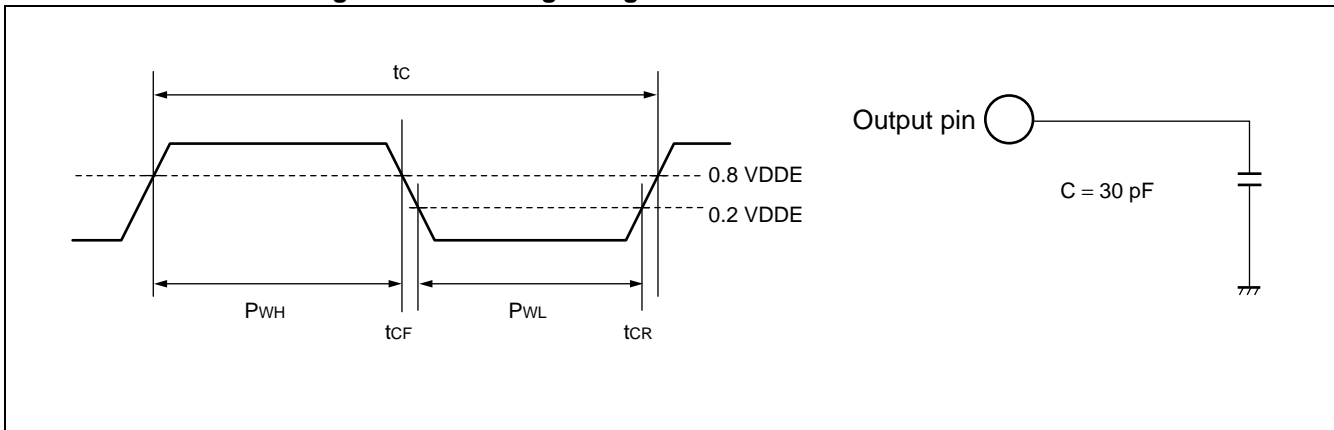 tC
0.8 VDDE
0.2 VDDE
PWH
PWL
tCF
tCR
Output pin
C = 30 pF